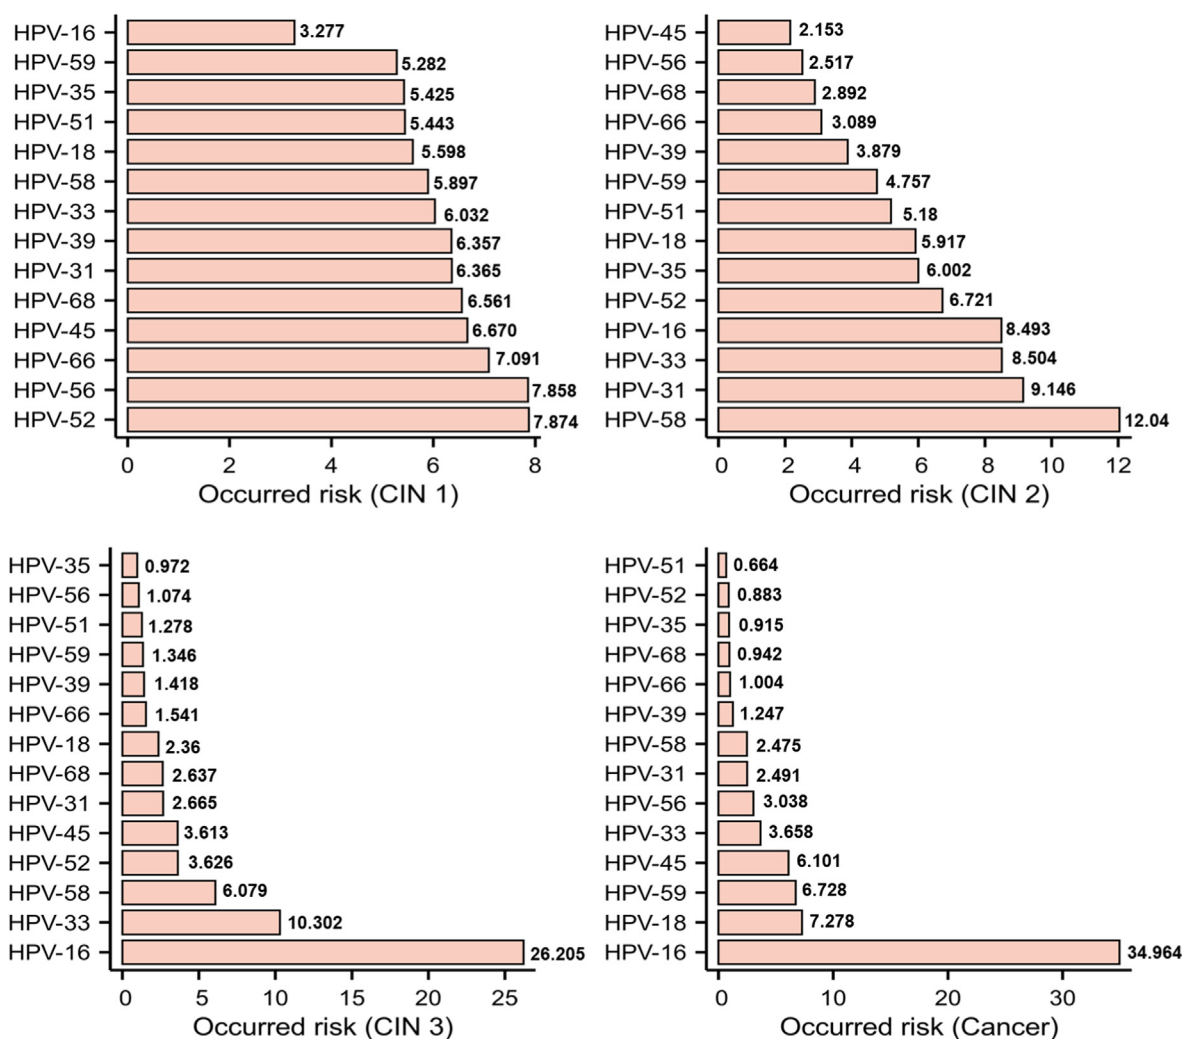 HPV-16 3.277
HPV-59 5.282
HPV-35 5.425
HPV-51 5.443
HPV-18 5.598
HPV-58 5.897
HPV-33 6.032
HPV-39 6.357
HPV-31 6.365
HPV-68 6.561
HPV-45 6.670
HPV-66 7.091
HPV-56 7.858
HPV-52 7.874
0 2 4 6 8
Occurred risk (CIN 1)
HPV-45 2.153
HPV-56 2.517
HPV-68 2.892
HPV-66 3.089
HPV-39 3.879
HPV-59 4.757
HPV-51 5.18
HPV-18 5.917
HPV-35 6.002
HPV-52 6.721
HPV-16 8.493
HPV-33 8.504
HPV-31 9.146
HPV-58 12.04
0 2 4 6 8 10 12
Occurred risk (CIN 2)
HPV-35 0.972
HPV-56 1.074
HPV-51 1.278
HPV-59 1.346
HPV-39 1.418
HPV-66 1.541
HPV-18 2.36
HPV-68 2.637
HPV-31 2.665
HPV-45 3.613
HPV-52 3.626
HPV-58 6.079
HPV-33 10.302
HPV-16 26.205
0 5 10 15 20 25
Occurred risk (CIN 3)
HPV-51 0.664
HPV-52 0.883
HPV-35 0.915
HPV-68 0.942
HPV-66 1.004
HPV-39 1.247
HPV-58 2.475
HPV-31 2.491
HPV-56 3.038
HPV-33 3.658
HPV-45 6.101
HPV-59 6.728
HPV-18 7.278
HPV-16 34.964
0 10 20 30
Occurred risk (Cancer)